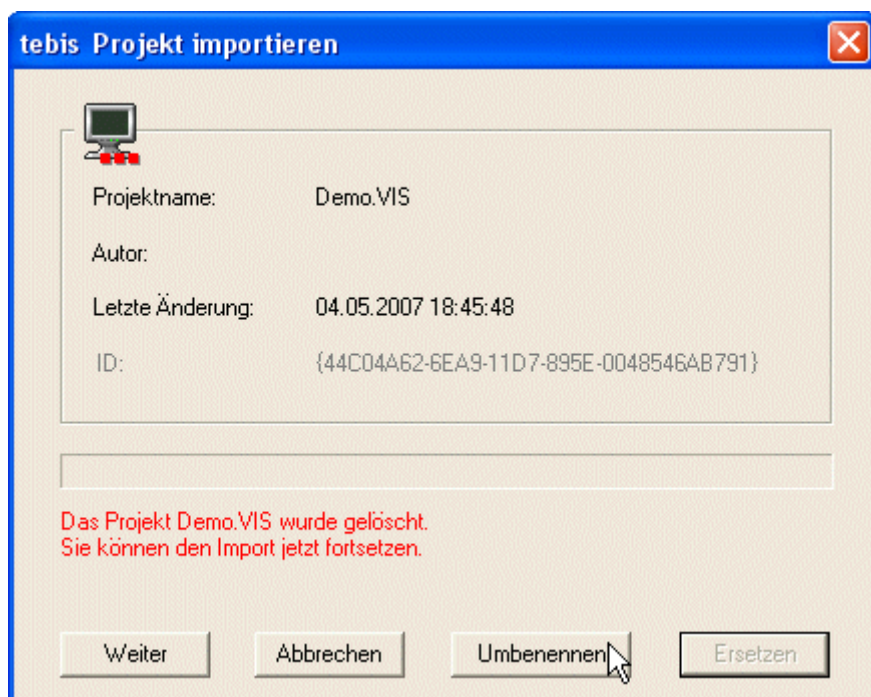 tebis Projekt importieren
Projektname: Demo.VIS
Autor:
Letzte Änderung: 04.05.2007 18:45:48
ID: {44C04A62-6EA9-11D7-895E-0048546AB791}
Das Projekt Demo.VIS wurde gelöscht.
Sie können den Import jetzt fortsetzen.
Weiter Abbrechen Umbenennen Ersetzen